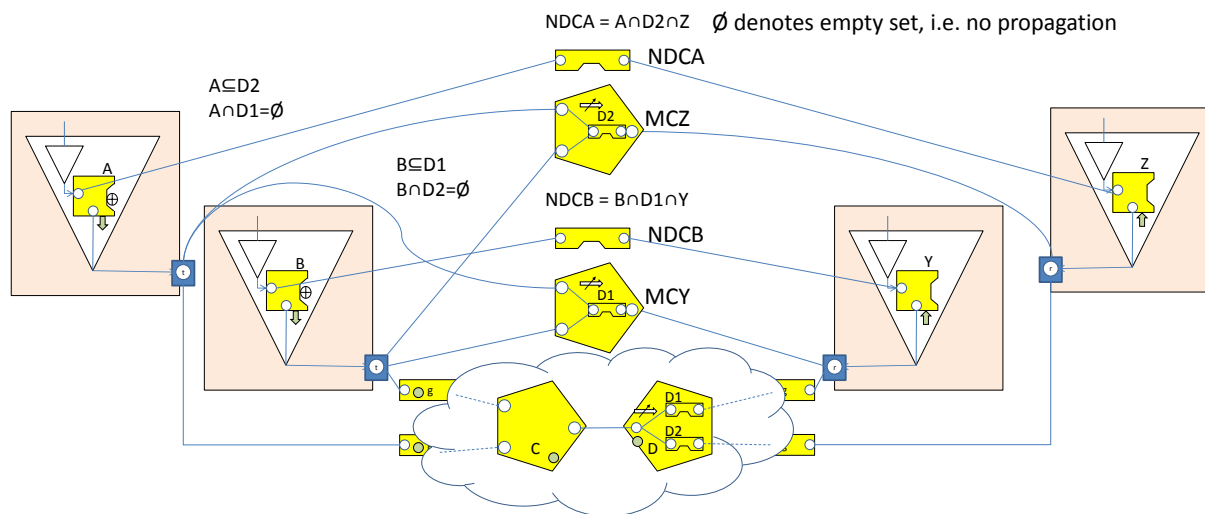 NDCA = A∩D2∩Z
Ø denotes empty set, i.e. no propagation
NDCA
A⊆D2
A∩D1=Ø
D2
MCZ
A
Z
B⊆D1
B∩D2=Ø
NDCB = B∩D1∩Y
NDCB
t
r
B
Y
D1
MCY
t
r
g
D1
D2
C
D